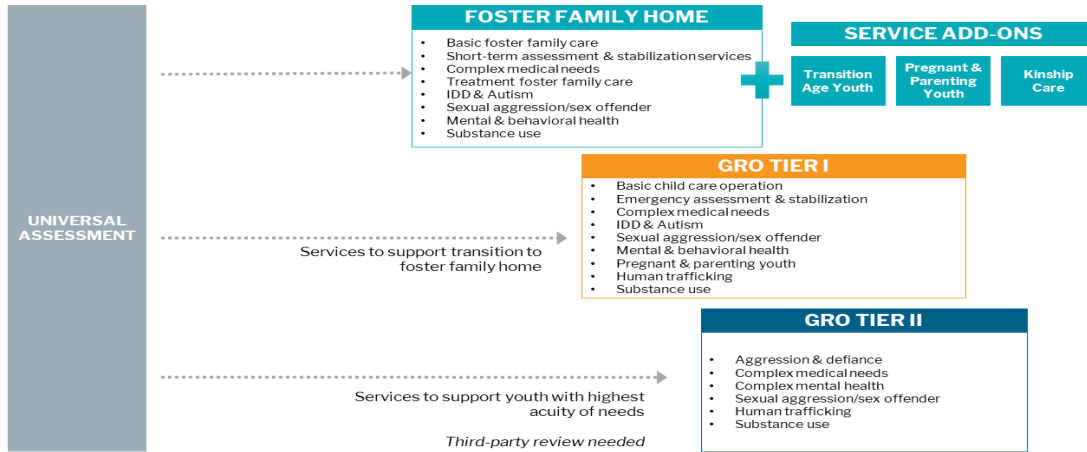 UNIVERSAL
ASSESSMENT
FOSTER FAMILY HOME
• Basic foster family care
• Short-term assessment & stabilization services
• Complex medical needs
• Treatment foster family care
• IDD & Autism
• Sexual aggression/sex offender
• Mental & behavioral health
• Substance use
SERVICE ADD-ONS
Transition
Age Youth
Pregnant &
Parenting
Youth
Kinship
Care
Services to support transition to
foster family home
GRO TIER I
• Basic child care operation
• Emergency assessment & stabilization
• Complex medical needs
• IDD & Autism
• Sexual aggression/sex offender
• Mental & behavioral health
• Pregnant & parenting youth
• Human trafficking
• Substance use
Services to support youth with highest
acuity of needs
Third-party review needed
GRO TIER II
• Aggression & defiance
• Complex medical needs
• Complex mental health
• Sexual aggression/sex offender
• Human trafficking
• Substance use